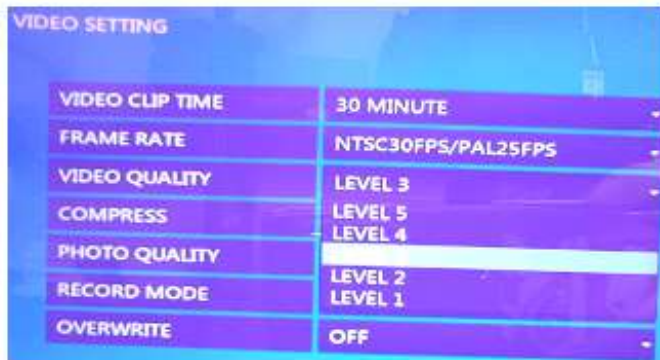 VIDEO SETTING
VIDEO CLIP TIME
30 MINUTE
FRAME RATE
NTSC30FPS/PAL25FPS
VIDEO QUALITY
LEVEL 3
COMPRESS
LEVEL 5
LEVEL 4
PHOTO QUALITY
RECORD MODE
LEVEL 2
LEVEL 1
OVERWRITE
OFF